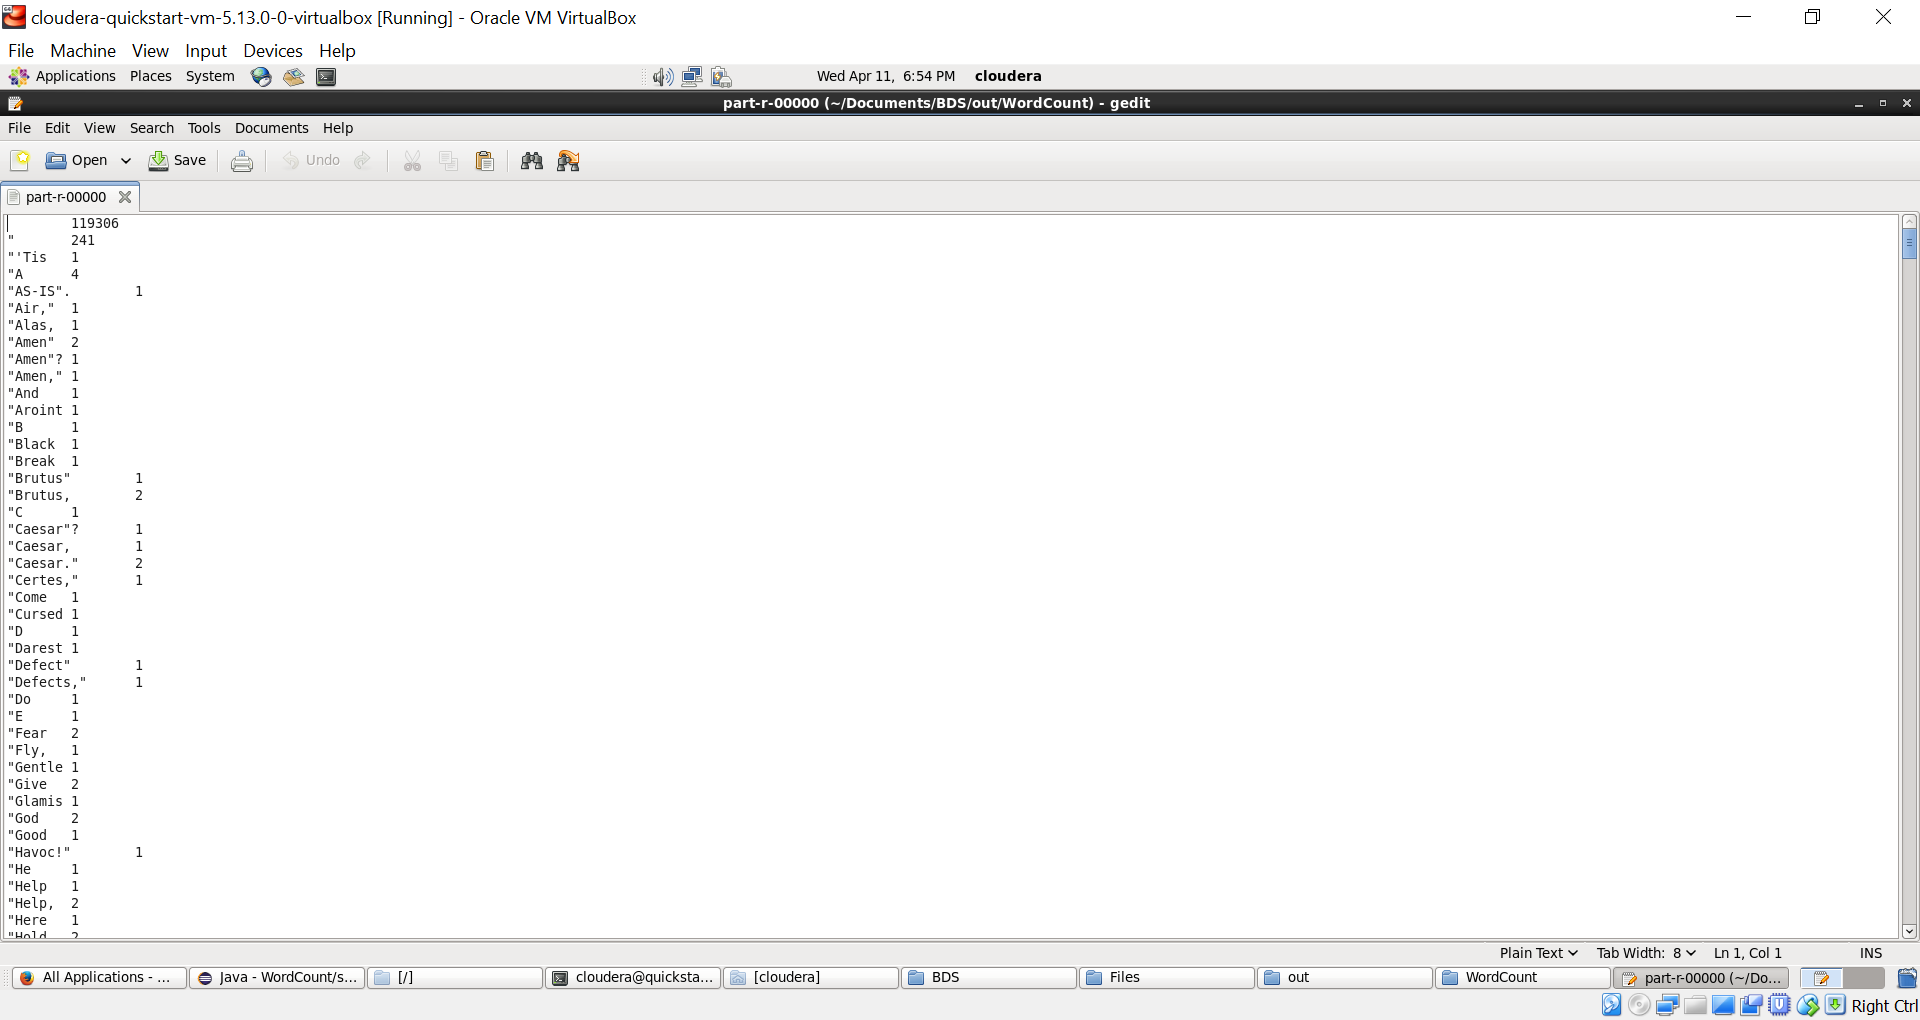 cloudera-quickstart-vm-5.13.0-0-virtualbox [Running] - Oracle VM VirtualBox
File Machine View Input Devices Help
Applications Places System Wed Apr 11, 6:54 PM cloudera
part-r-00000 (~/Documents/BDS/out/WordCount) - gedit
File Edit View Search Tools Documents Help
Open Save Undo
part-r-00000
119306
" 241
"'Tis 1
"A 4
"AS-IS". 1
"Air," 1
"Alas, 1
"Amen" 2
"Amen"? 1
"Amen," 1
"And 1
"Aroint 1
"B 1
"Black 1
"Break 1
"Brutus" 1
"Brutus, 2
"C 1
"Caesar"? 1
"Caesar, 1
"Caesar." 2
"Certes," 1
"Come 1
"Cursed 1
"D 1
"Darest 1
"Defect" 1
"Defects," 1
"Do 1
"E 1
"Fear 2
"Fly, 1
"Gentle 1
"Give 2
"Glamis 1
"God 2
"Good 1
"Havoc!" 1
"He 1
"Help 1
"Help, 2
"Here 1
"Hold 2
Plain Text Tab Width: 8 Ln 1, Col 1 INS
All Applications - ... Java - WordCount/s... [/] cloudera@quicksta... [cloudera] BDS Files out WordCount part-r-00000 (~/Do...
Right Ctrl